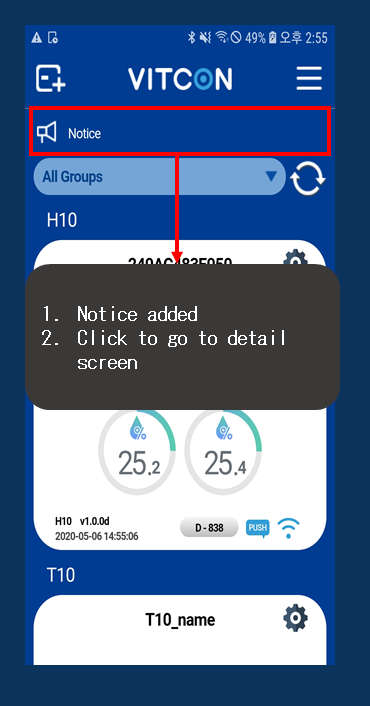 49% 오후 2:55
VITCON
Notice
All Groups
H10
1. Notice added
2. Click to go to detail
screen
% %
25.2 25.4
H10 v1.0.0d
2020-05-06 14:55:06
D - 838 PUSH
T10
T10_name